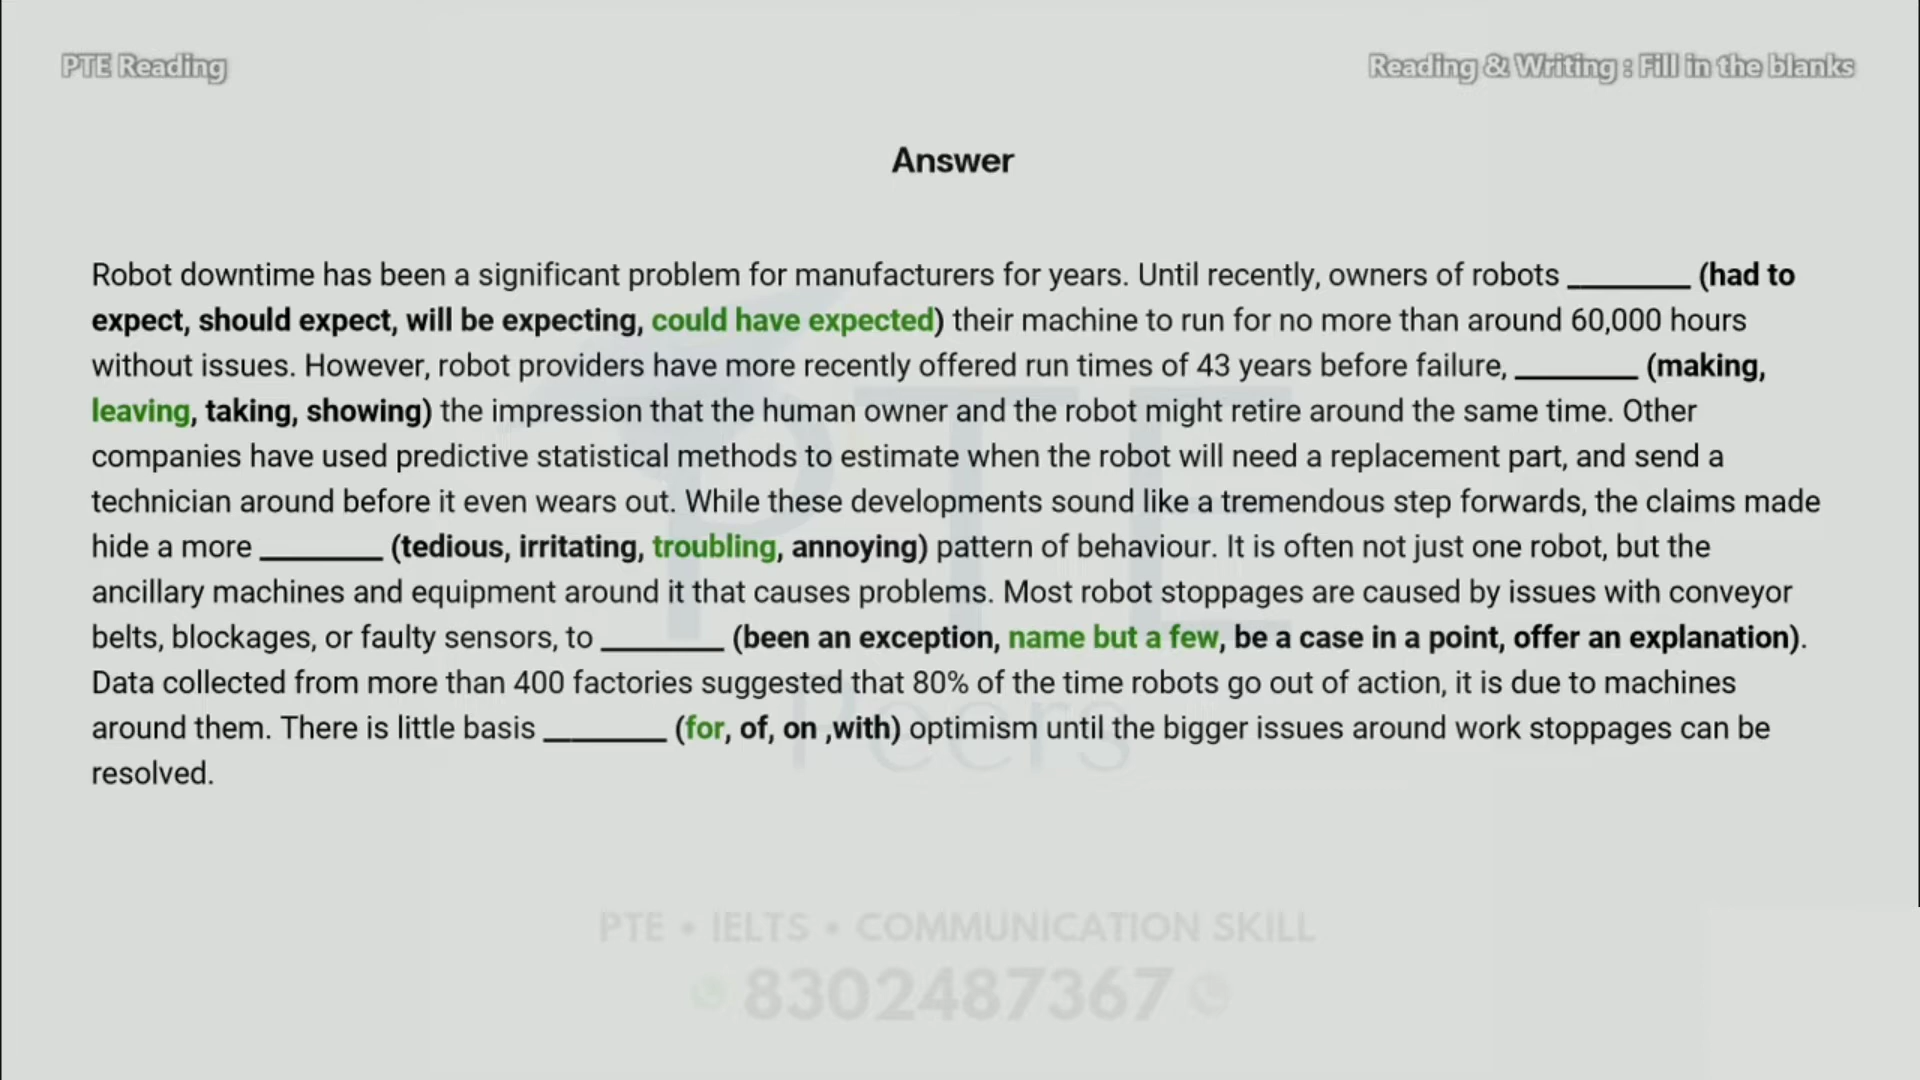 PTE Reading
Reading & Writing : Fill in the blanks
Answer
Robot downtime has been a significant problem for manufacturers for years. Until recently, owners of robots ________ (had to
expect, should expect, will be expecting, could have expected) their machine to run for no more than around 60,000 hours
without issues. However, robot providers have more recently offered run times of 43 years before failure, ________ (making,
leaving, taking, showing) the impression that the human owner and the robot might retire around the same time. Other
companies have used predictive statistical methods to estimate when the robot will need a replacement part, and send a
technician around before it even wears out. While these developments sound like a tremendous step forwards, the claims made
hide a more ________ (tedious, irritating, troubling, annoying) pattern of behaviour. It is often not just one robot, but the
ancillary machines and equipment around it that causes problems. Most robot stoppages are caused by issues with conveyor
belts, blockages, or faulty sensors, to ________ (been an exception, name but a few, be a case in a point, offer an explanation).
Data collected from more than 400 factories suggested that 80% of the time robots go out of action, it is due to machines
around them. There is little basis ________ (for, of, on ,with) optimism until the bigger issues around work stoppages can be
resolved.
PTE
Peers
PTE • IELTS • COMMUNICATION SKILL
8302487367